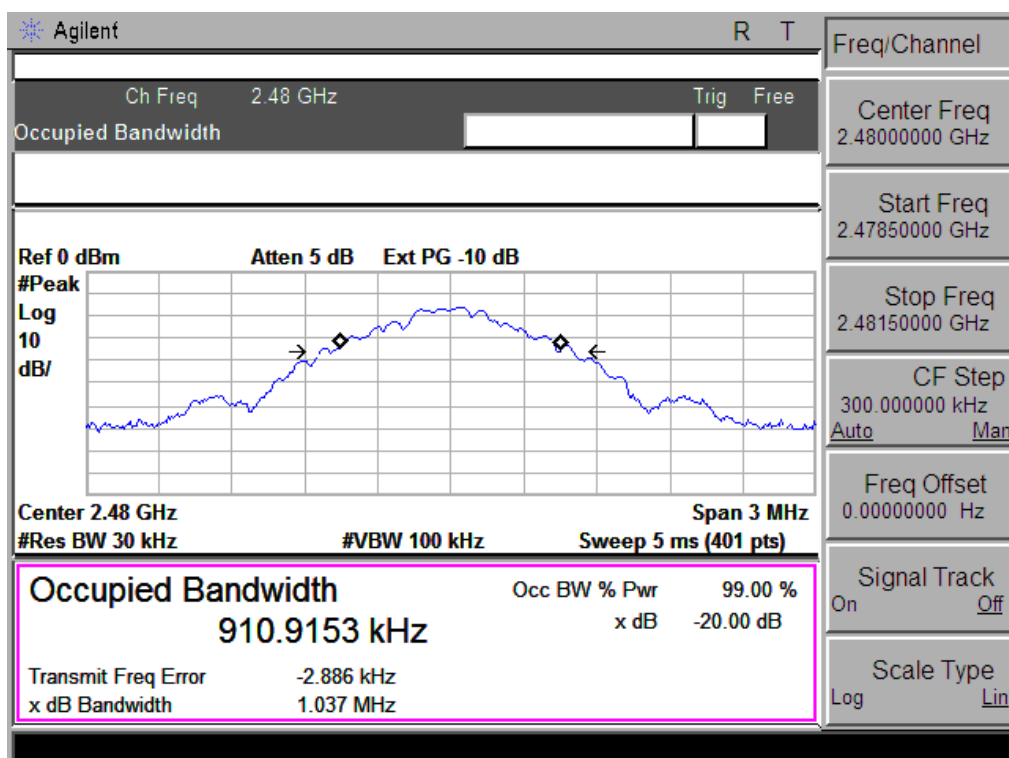 Agilent R T
Ch Freq 2.48 GHz Trig Free
Occupied Bandwidth
Ref 0 dBm Atten 5 dB Ext PG -10 dB
#Peak
Log
10
dB/
Center 2.48 GHz Span 3 MHz
#Res BW 30 kHz #VBW 100 kHz Sweep 5 ms (401 pts)
Occupied Bandwidth Occ BW % Pwr 99.00 %
910.9153 kHz x dB -20.00 dB
Transmit Freq Error -2.886 kHz
x dB Bandwidth 1.037 MHz
Freq/Channel
Center Freq
2.48000000 GHz
Start Freq
2.47850000 GHz
Stop Freq
2.48150000 GHz
CF Step
300.000000 kHz
Auto Man
Freq Offset
0.00000000 Hz
Signal Track
On Off
Scale Type
Log Lin